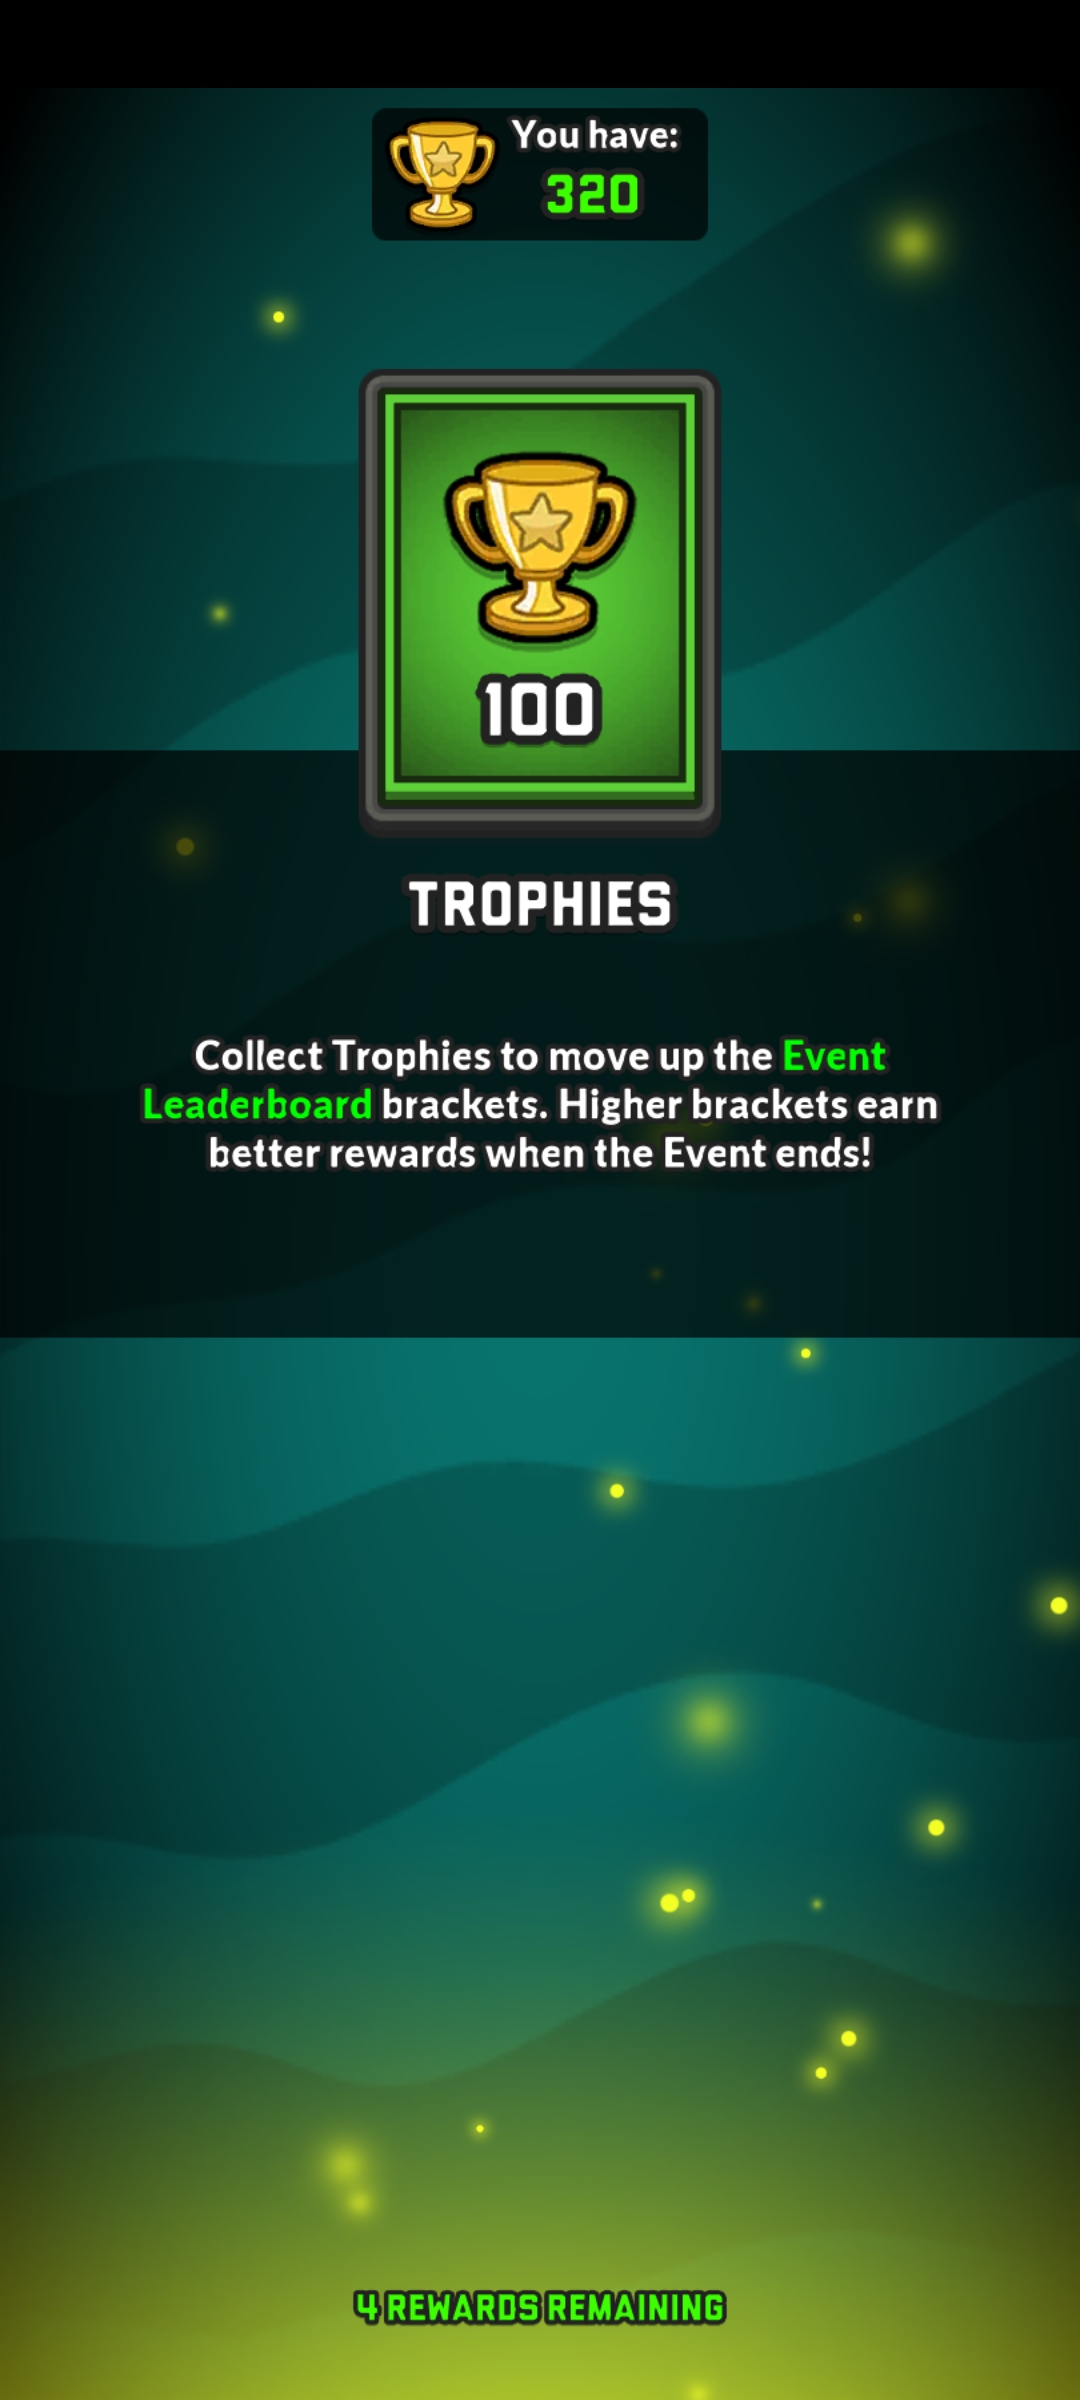 You have:
320
100
TROPHIES
Collect Trophies to move up the Event
Leaderboard brackets. Higher brackets earn
better rewards when the Event ends!
4 REWARDS REMAINING